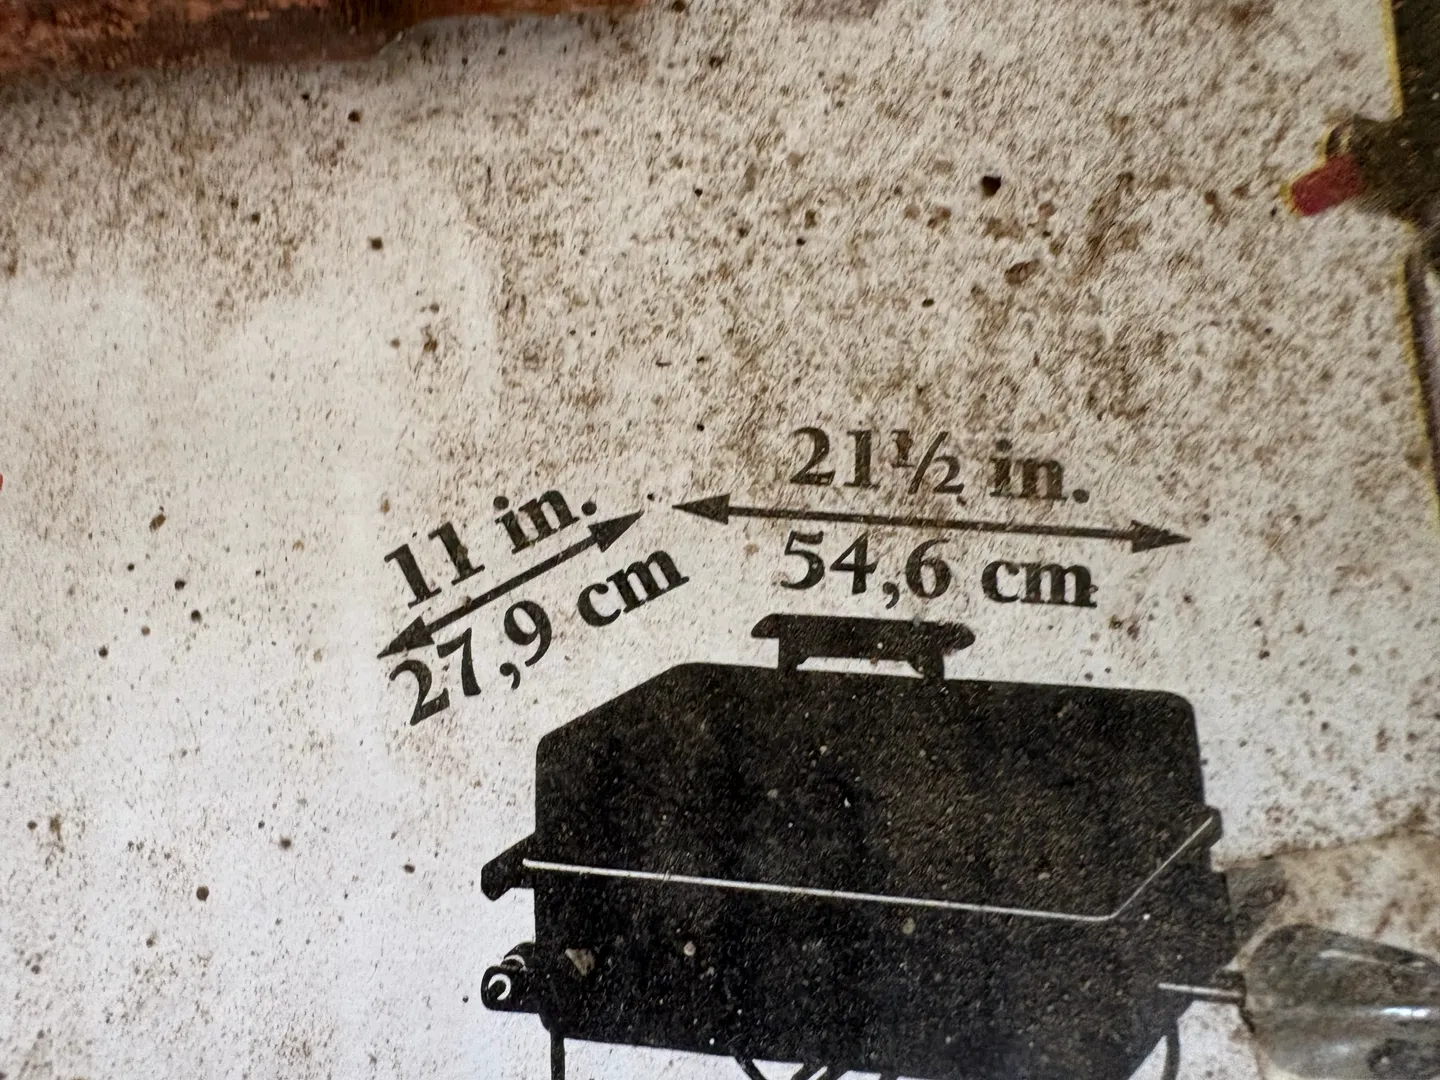 11 in.
27,9 cm
21½ in.
54,6 cm